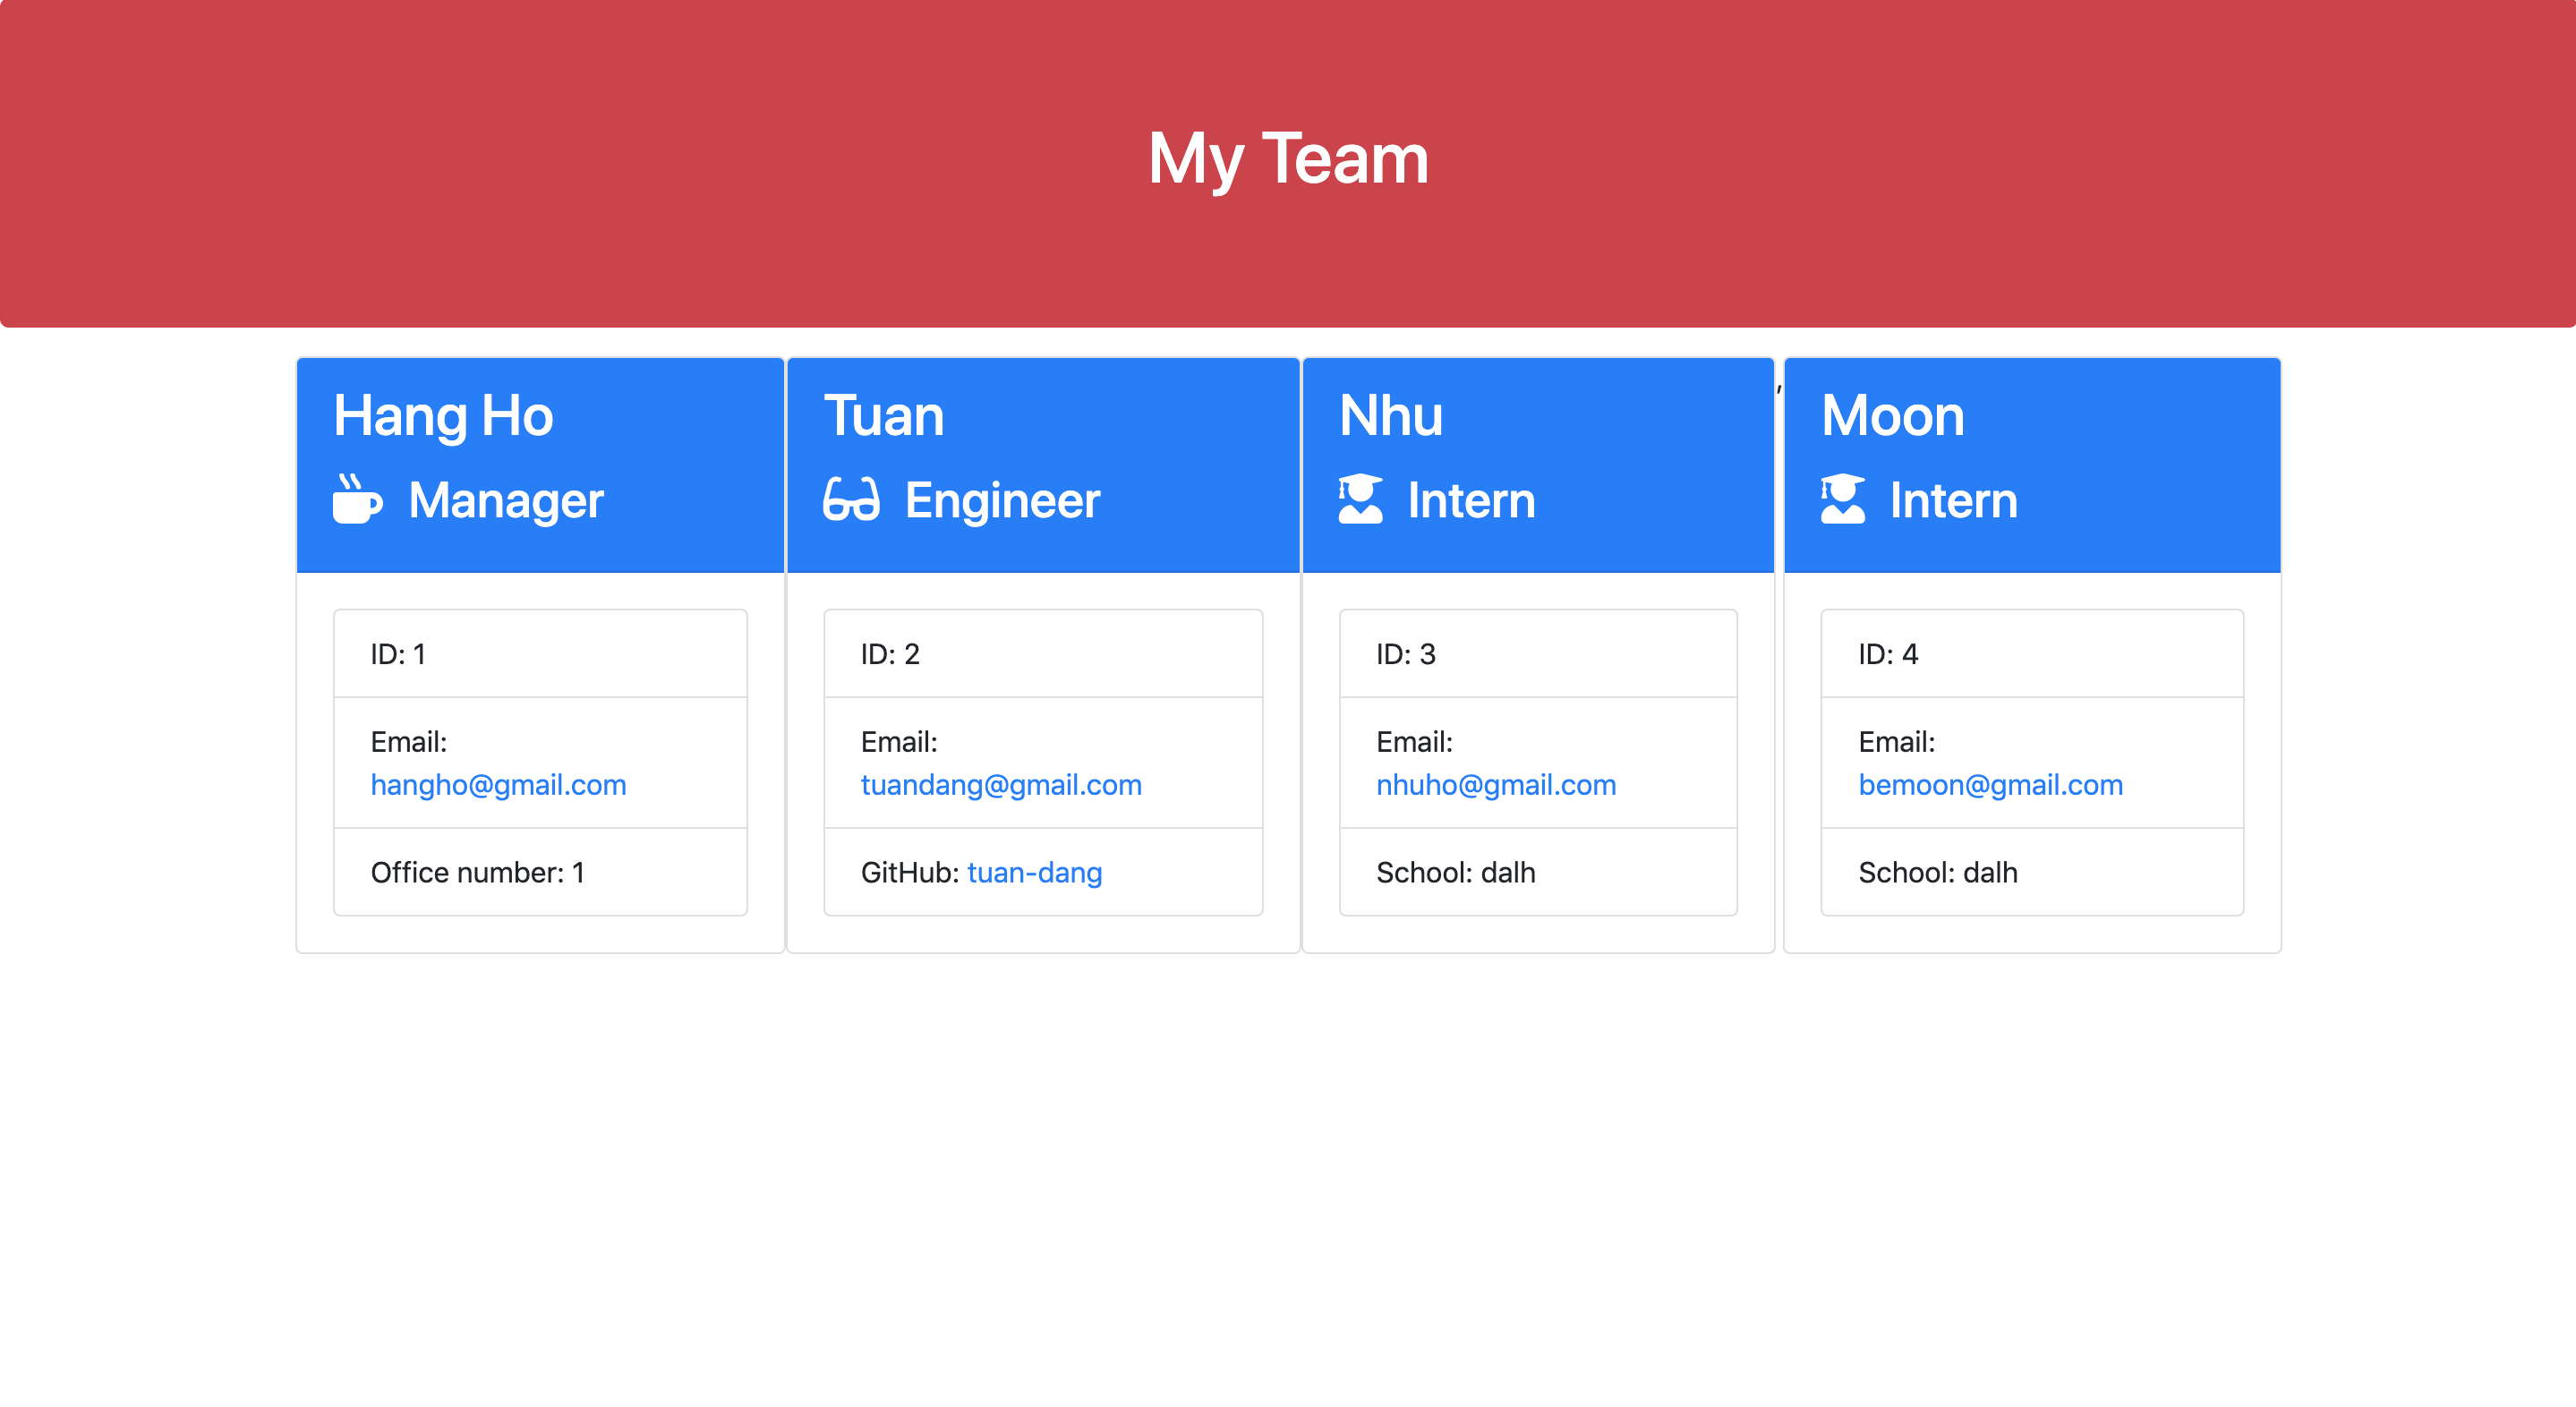 My Team
Hang Ho
Manager
ID: 1
Email:
hangho@gmail.com
Office number: 1
Tuan
Engineer
ID: 2
Email:
tuandang@gmail.com
GitHub: tuan-dang
Nhu
Intern
ID: 3
Email:
nhuho@gmail.com
School: dalh
,
Moon
Intern
ID: 4
Email:
bemoon@gmail.com
School: dalh